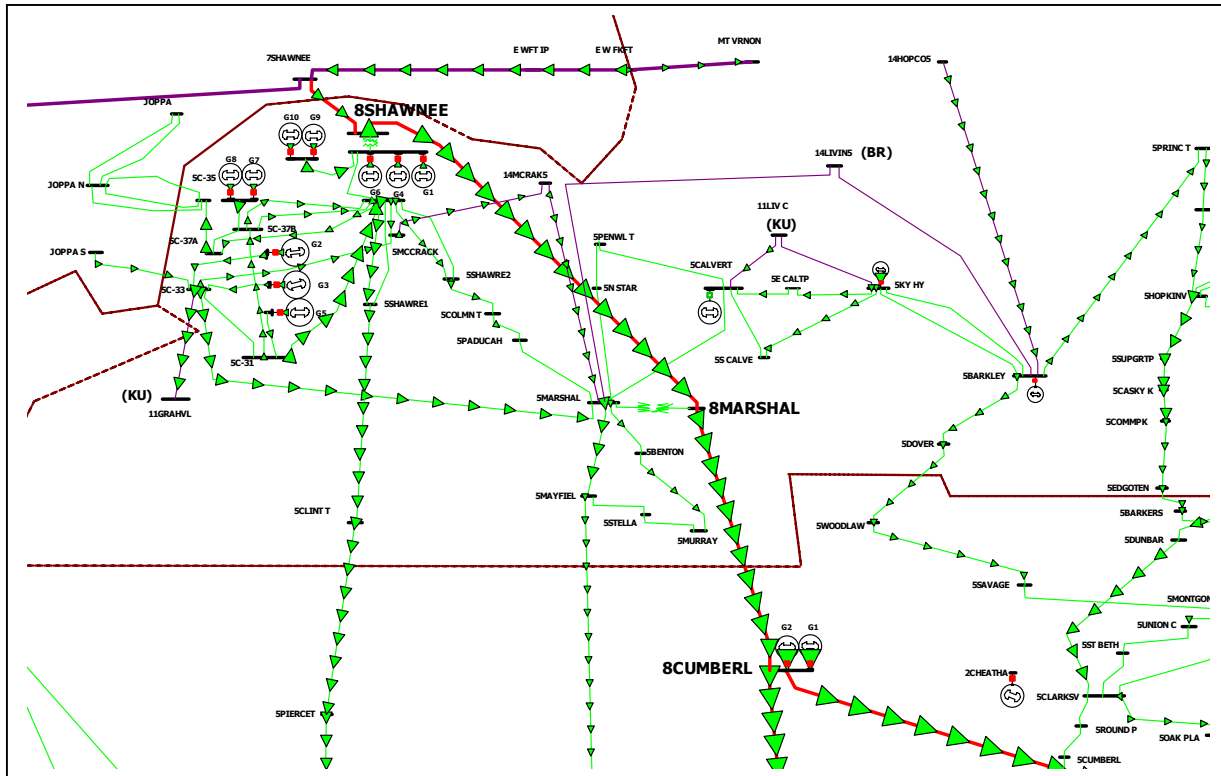 MT VRNON
E WFT IP
E W FKFT
7SHAWNEE
14HOPCO5
JOPPA
8SHAWNEE
G10
G9
5PRINC T
14LIVIN5
(BR)
G8
G7
5C-35
14MCRAK5
JOPPA N
G6
G4
G1
11LIV C
(KU)
5C-37B
5C-37A
G2
5MCCRACK
5PENWL T
JOPPA S
5CALVERT
5SHAWRE2
5E CALTP
5C-33
G3
5N STAR
5KY HY
5HOPKINV
5SHAWRE1
G5
5COLMN T
5PADUCAH
5C-31
5S CALVE
5SUPGRTP
5BARKLEY
(KU)
11GRAHVL
5MARSHAL
8MARSHAL
5CASKY K
5COMMPK
5DOVER
5BENTON
5EDGOTEN
5MAYFIEL
5BARKERS
5CLINT T
5STELLA
5MURRAY
5WOODLAW
5DUNBAR
5SAVAGE
5MONTGOM
G2
G1
5UNION C
5ST BETH
8CUMBERL
2CHEATHA
5CLARKSV
5PIERCET
5ROUND P
5OAK PLA
5CUMBERL